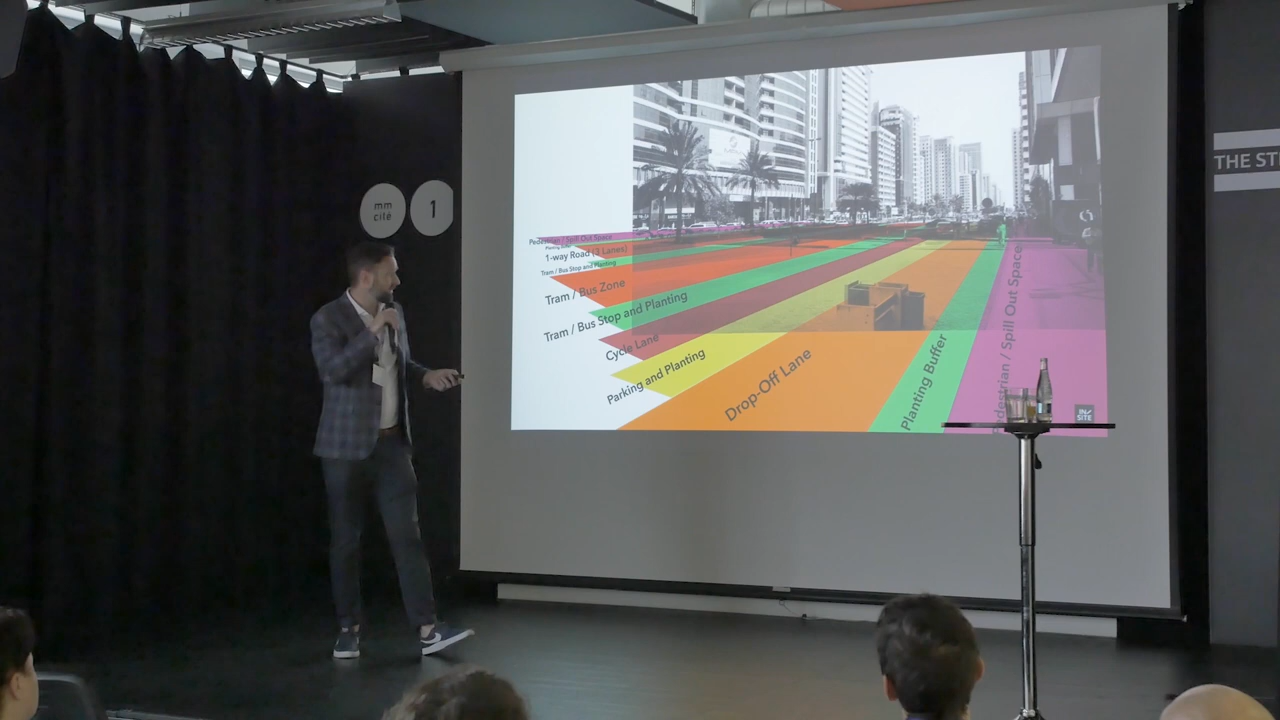 mm
cité
1
THE ST
Pedestrian / Spill Out Space
1-way Road (3 Lanes)
Tram / Bus Stop and Planting
Tram / Bus Zone
Tram / Bus Stop and Planting
Cycle Lane
Parking and Planting
Drop-Off Lane
Planting Buffer
Pedestrian / Spill Out Space
IN/
SITE